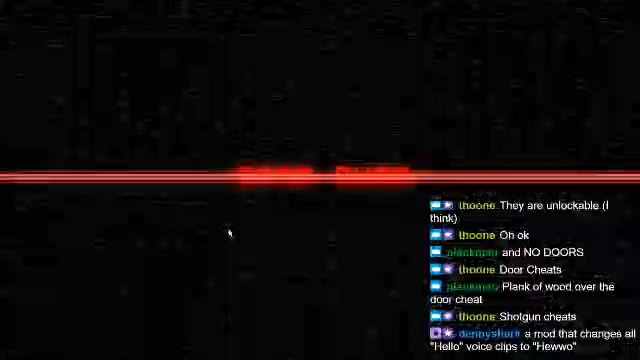 thoone They are unlockable (I
think)
thoone Oh ok
and NO DOORS
thoone Door Cheats
Plank of wood over the
door cheat
thoone Shotgun cheats
dennyshark a mod that changes all
"Hello" voice clips to "Hewwo"